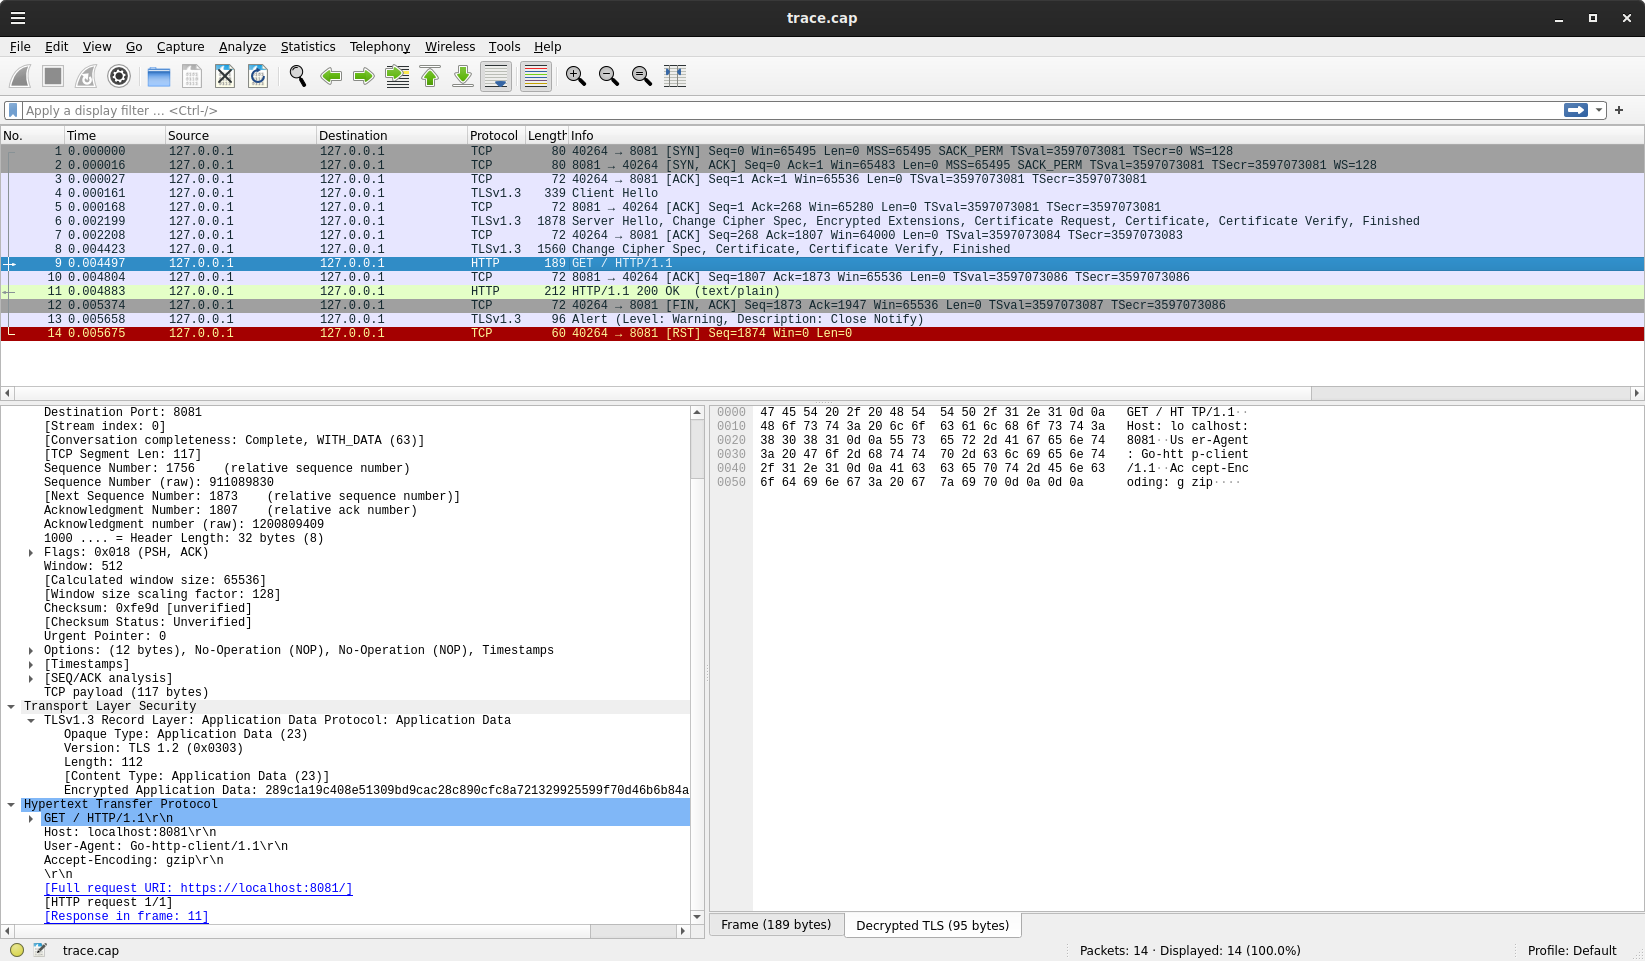 trace.cap
File Edit View Go Capture Analyze Statistics Telephony Wireless Tools Help
Apply a display filter ... <Ctrl-/>
No. Time Source Destination Protocol Length Info
1 0.000000 127.0.0.1 127.0.0.1 TCP 80 40264 → 8081 [SYN] Seq=0 Win=65495 Len=0 MSS=65495 SACK_PERM TSval=3597073081 TSecr=0 WS=128
2 0.000016 127.0.0.1 127.0.0.1 TCP 80 8081 → 40264 [SYN, ACK] Seq=0 Ack=1 Win=65483 Len=0 MSS=65495 SACK_PERM TSval=3597073081 TSecr=3597073081 WS=128
3 0.000027 127.0.0.1 127.0.0.1 TCP 72 40264 → 8081 [ACK] Seq=1 Ack=1 Win=65536 Len=0 TSval=3597073081 TSecr=3597073081
4 0.000161 127.0.0.1 127.0.0.1 TLSv1.3 339 Client Hello
5 0.000168 127.0.0.1 127.0.0.1 TCP 72 8081 → 40264 [ACK] Seq=1 Ack=268 Win=65280 Len=0 TSval=3597073081 TSecr=3597073081
6 0.002199 127.0.0.1 127.0.0.1 TLSv1.3 1878 Server Hello, Change Cipher Spec, Encrypted Extensions, Certificate Request, Certificate, Certificate Verify, Finished
7 0.002208 127.0.0.1 127.0.0.1 TCP 72 40264 → 8081 [ACK] Seq=268 Ack=1807 Win=64000 Len=0 TSval=3597073084 TSecr=3597073083
8 0.004423 127.0.0.1 127.0.0.1 TLSv1.3 1560 Change Cipher Spec, Certificate, Certificate Verify, Finished
9 0.004497 127.0.0.1 127.0.0.1 HTTP 189 GET / HTTP/1.1
10 0.004804 127.0.0.1 127.0.0.1 TCP 72 8081 → 40264 [ACK] Seq=1807 Ack=1873 Win=65536 Len=0 TSval=3597073086 TSecr=3597073086
11 0.004883 127.0.0.1 127.0.0.1 HTTP 212 HTTP/1.1 200 OK (text/plain)
12 0.005374 127.0.0.1 127.0.0.1 TCP 72 40264 → 8081 [FIN, ACK] Seq=1873 Ack=1947 Win=65536 Len=0 TSval=3597073087 TSecr=3597073086
13 0.005658 127.0.0.1 127.0.0.1 TLSv1.3 96 Alert (Level: Warning, Description: Close Notify)
14 0.005675 127.0.0.1 127.0.0.1 TCP 60 40264 → 8081 [RST] Seq=1874 Win=0 Len=0
Destination Port: 8081
[Stream index: 0]
[Conversation completeness: Complete, WITH_DATA (63)]
[TCP Segment Len: 117]
Sequence Number: 1756 (relative sequence number)
Sequence Number (raw): 911089830
[Next Sequence Number: 1873 (relative sequence number)]
Acknowledgment Number: 1807 (relative ack number)
Acknowledgment number (raw): 1200809409
1000 .... = Header Length: 32 bytes (8)
Flags: 0x018 (PSH, ACK)
Window: 512
[Calculated window size: 65536]
[Window size scaling factor: 128]
Checksum: 0xfe9d [unverified]
[Checksum Status: Unverified]
Urgent Pointer: 0
Options: (12 bytes), No-Operation (NOP), No-Operation (NOP), Timestamps
[Timestamps]
[SEQ/ACK analysis]
TCP payload (117 bytes)
Transport Layer Security
TLSv1.3 Record Layer: Application Data Protocol: Application Data
Opaque Type: Application Data (23)
Version: TLS 1.2 (0x0303)
Length: 112
[Content Type: Application Data (23)]
Encrypted Application Data: 289c1a19c408e51309bd9cac28c890cfc8a721329925599f70d46b6b84a
Hypertext Transfer Protocol
GET / HTTP/1.1\r\n
Host: localhost:8081\r\n
User-Agent: Go-http-client/1.1\r\n
Accept-Encoding: gzip\r\n
\r\n
[Full request URI: https://localhost:8081/]
[HTTP request 1/1]
[Response in frame: 11]
0000 47 45 54 20 2f 20 48 54 54 50 2f 31 2e 31 0d 0a GET / HT TP/1.1··
0010 48 6f 73 74 3a 20 6c 6f 63 61 6c 68 6f 73 74 3a Host: lo calhost:
0020 38 30 38 31 0d 0a 55 73 65 72 2d 41 67 65 6e 74 8081··Us er-Agent
0030 3a 20 47 6f 2d 68 74 74 70 2d 63 6c 69 65 6e 74 : Go-htt p-client
0040 2f 31 2e 31 0d 0a 41 63 63 65 70 74 2d 45 6e 63 /1.1··Ac cept-Enc
0050 6f 64 69 6e 67 3a 20 67 7a 69 70 0d 0a 0d 0a oding: g zip····
Frame (189 bytes) Decrypted TLS (95 bytes)
trace.cap Packets: 14 · Displayed: 14 (100.0%) Profile: Default